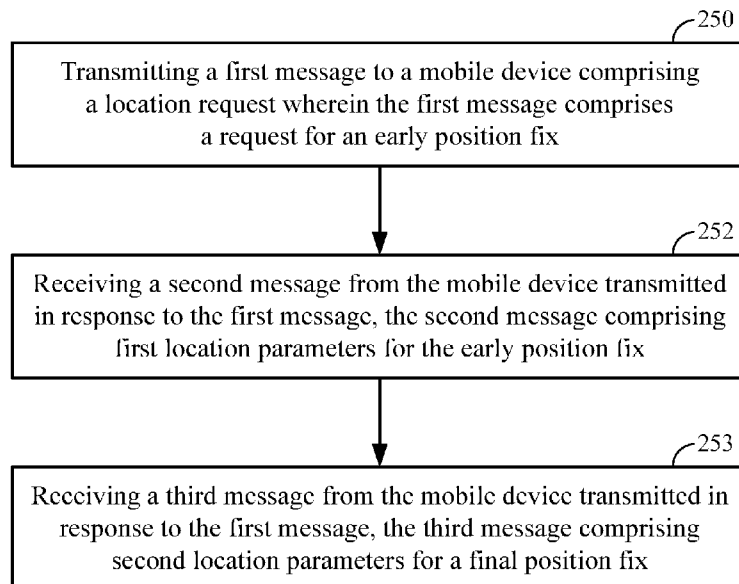 250
Transmitting a first message to a mobile device comprising
a location request wherein the first message comprises
a request for an early position fix
252
Receiving a second message from the mobile device transmitted
in response to the first message, the second message comprising
first location parameters for the early position fix
253
Receiving a third message from the mobile device transmitted in
response to the first message, the third message comprising
second location parameters for a final position fix